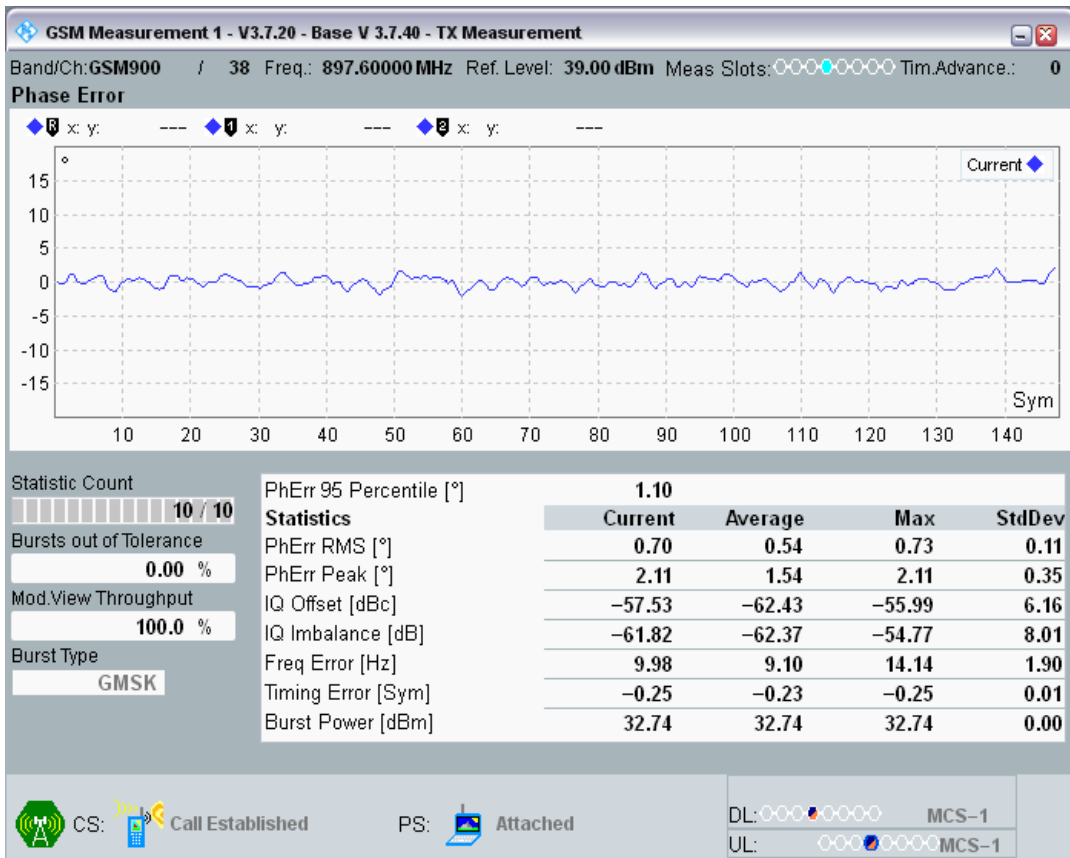 GSM Measurement 1 - V3.7.20 - Base V 3.7.40 - TX Measurement
Band/Ch:GSM900 / 38 Freq.: 897.60000 MHz Ref. Level: 39.00 dBm Meas Slots: Tim.Advance.: 0
Phase Error
R x: y: --- 1 x: y: --- 2 x: y: ---
° Current
15
10
5
0
-5
-10
-15
Sym
10 20 30 40 50 60 70 80 90 100 110 120 130 140
Statistic Count
10 / 10
Bursts out of Tolerance
0.00 %
Mod.View Throughput
100.0 %
Burst Type
GMSK
PhErr 95 Percentile [°] 1.10
Statistics Current Average Max StdDev
PhErr RMS [°] 0.70 0.54 0.73 0.11
PhErr Peak [°] 2.11 1.54 2.11 0.35
IQ Offset [dBc] −57.53 −62.43 −55.99 6.16
IQ Imbalance [dB] −61.82 −62.37 −54.77 8.01
Freq Error [Hz] 9.98 9.10 14.14 1.90
Timing Error [Sym] −0.25 −0.23 −0.25 0.01
Burst Power [dBm] 32.74 32.74 32.74 0.00
CS: Call Established PS: Attached
DL: MCS−1
UL: MCS−1